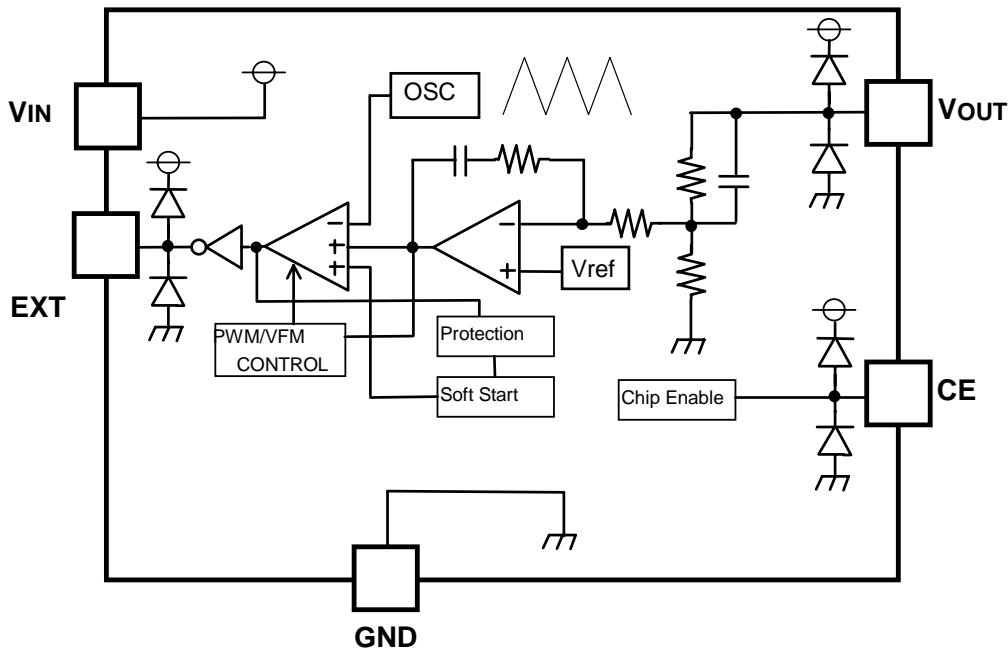 OSC
VIN
VOUT
Vref
EXT
PWM/VFM
CONTROL
Protection
Soft Start
Chip Enable
CE
GND